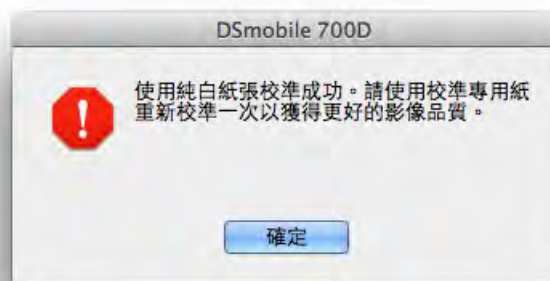 DSmobile 700D
使用純白紙張校準成功。請使用校準專用紙
重新校準一次以獲得更好的影像品質。
確定